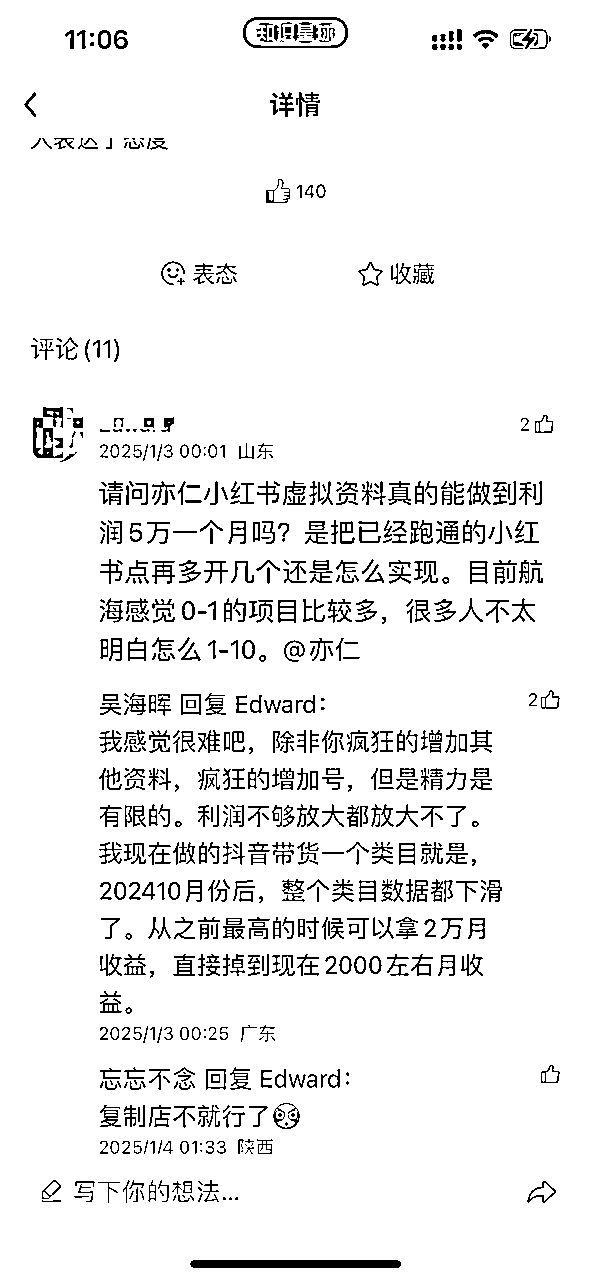 11:06
知识星球
详情
人表达了态度
140
表态
收藏
评论(11)
2
2025/1/3 00:01 山东
请问亦仁小红书虚拟资料真的能做到利
润5万一个月吗？是把已经跑通的小红
书点再多开几个还是怎么实现。目前航
海感觉0-1的项目比较多，很多人不太
明白怎么1-10。@亦仁
吴海晖 回复 Edward：
2
我感觉很难吧，除非你疯狂的增加其
他资料，疯狂的增加号，但是精力是
有限的。利润不够放大都放大不了。
我现在做的抖音带货一个类目就是，
202410月份后，整个类目数据都下滑
了。从之前最高的时候可以拿2万月
收益，直接掉到现在2000左右月收
益。
2025/1/3 00:25 广东
忘忘不念 回复 Edward：
复制店不就行了
2025/1/4 01:33 陕西
写下你的想法...